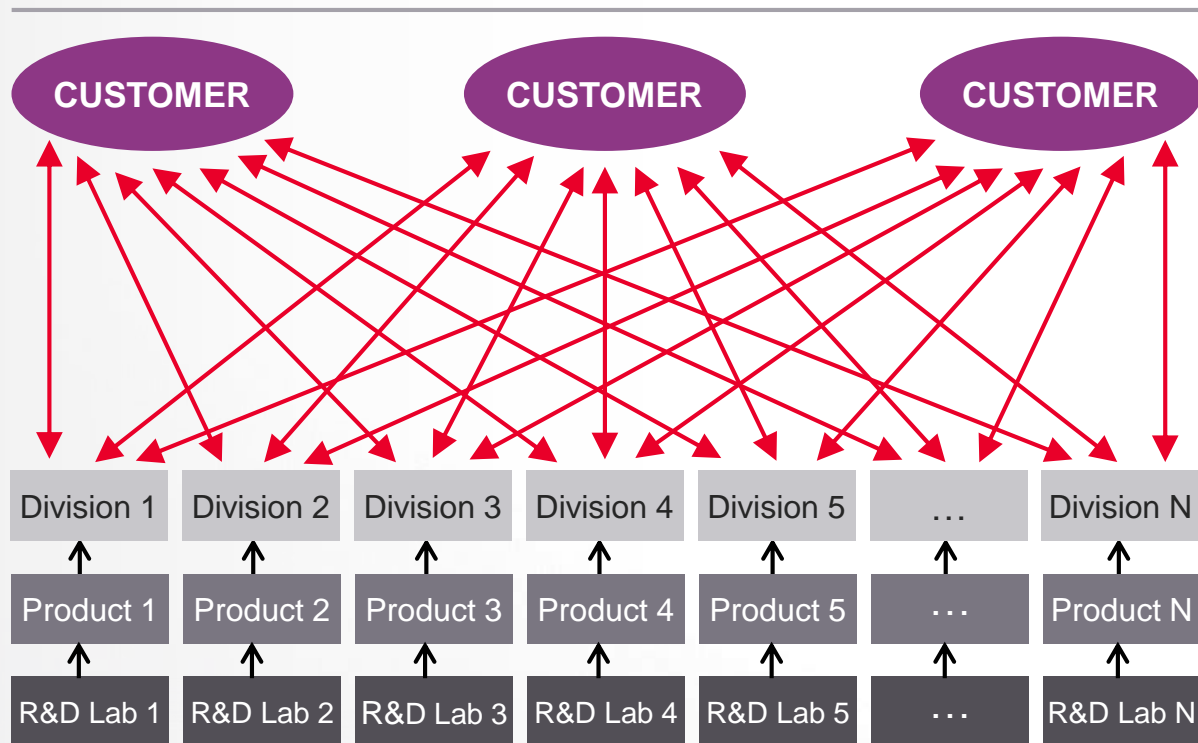 CUSTOMER CUSTOMER CUSTOMER
Division 1 Division 2 Division 3 Division 4 Division 5 ... Division N
Product 1 Product 2 Product 3 Product 4 Product 5 ... Product N
R&D Lab 1 R&D Lab 2 R&D Lab 3 R&D Lab 4 R&D Lab 5 ... R&D Lab N